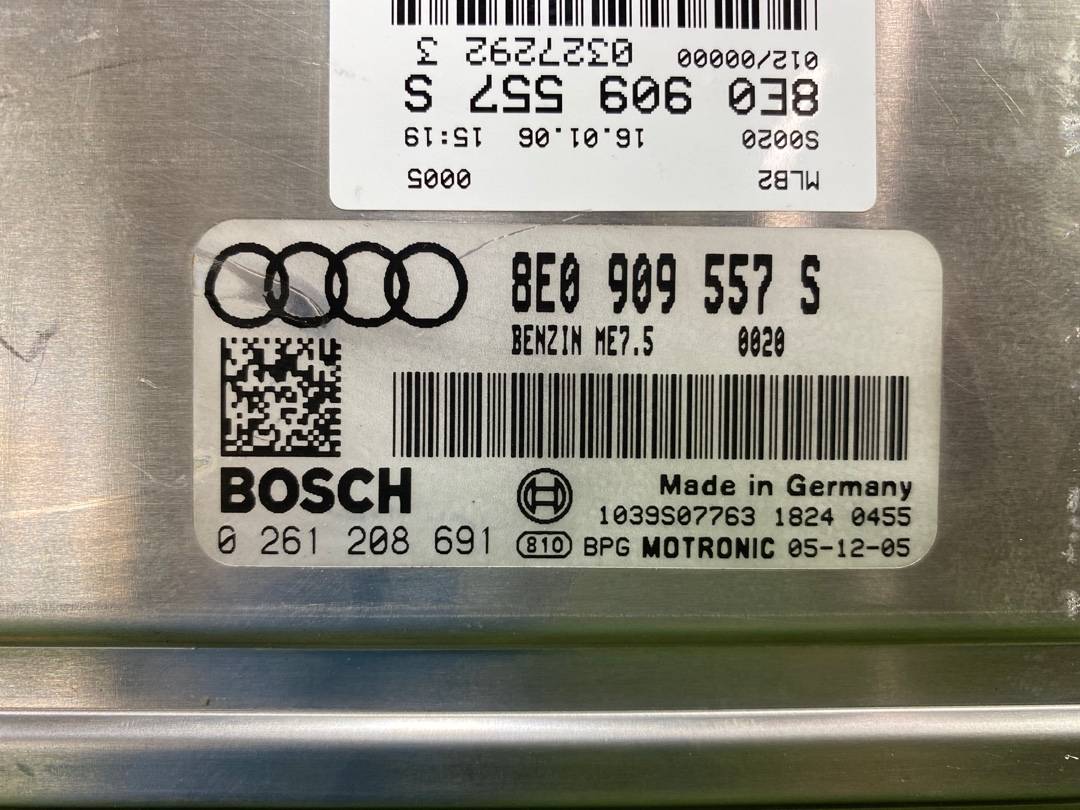 MLB2 0005
S0020 16.01.06 15:19
8E0 909 557 S
012/00000 0327292 3
8E0 909 557 S
BENZIN ME7.5 0020
BOSCH
Made in Germany
1039S07763 1824 0455
0 261 208 691
810 BPG MOTRONIC 05-12-05